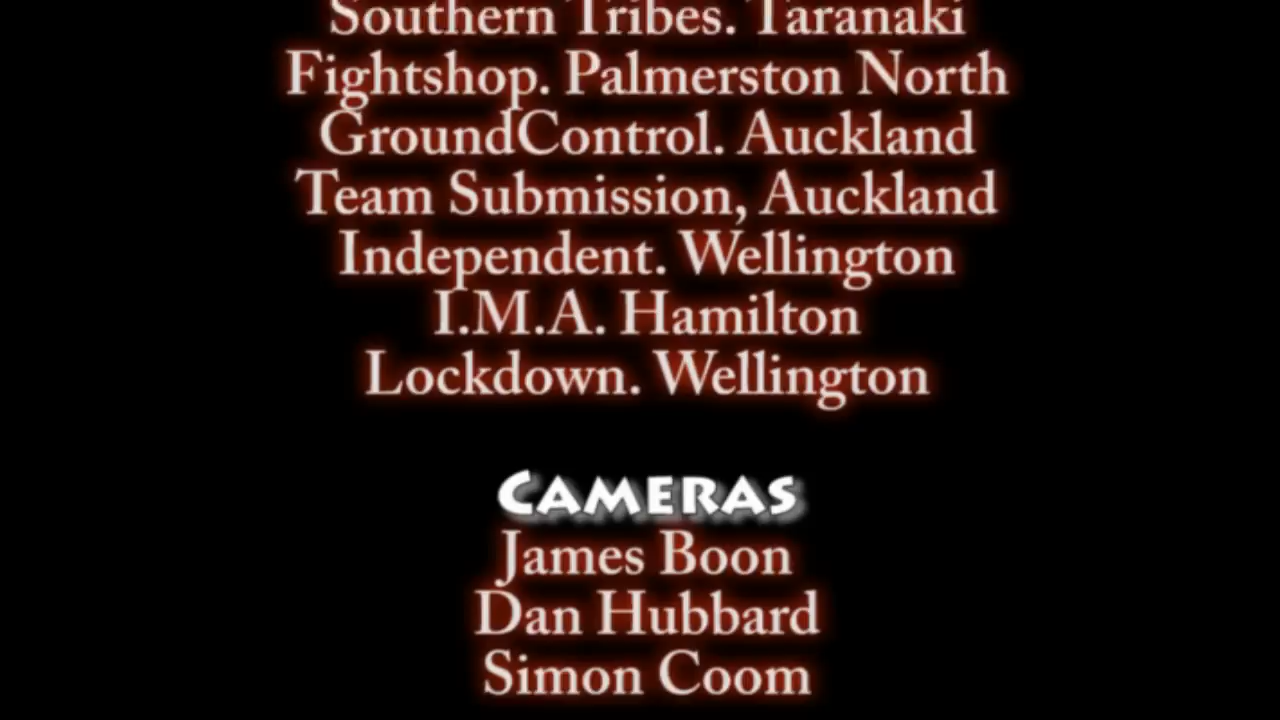 Southern Tribes. Taranaki
Fightshop. Palmerston North
GroundControl. Auckland
Team Submission, Auckland
Independent. Wellington
I.M.A. Hamilton
Lockdown. Wellington
CAMERAS
James Boon
Dan Hubbard
Simon Coom